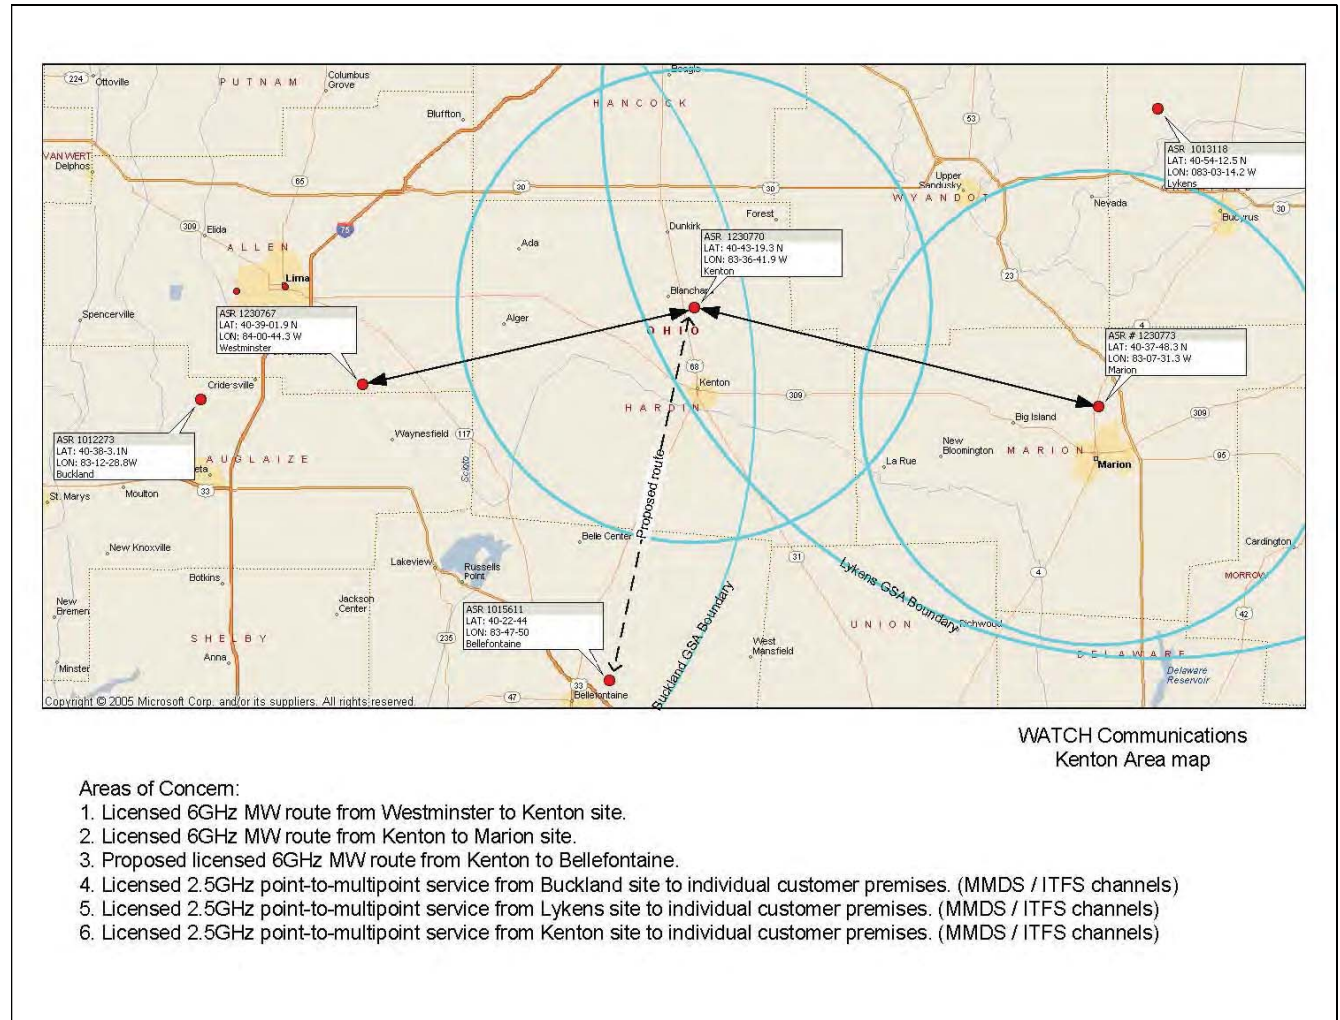 224
Ottoville
PUTNAM
Columbus
Grove
Beagle
HANCOCK
Bluffton
53
ASR 1013118
LAT: 40-54-12.5 N
LON: 083-03-14.2 W
Lykens
VAN WERT
Delphos
65
30
30
Upper
Sandusky
WYANDOT
Nevada
Bucyrus
30
309
Elida
75
ALLEN
Ada
Dunkirk
Forest
ASR 1230770
LAT: 40-43-19.3 N
LON: 83-36-41.9 W
Kenton
23
Lima
Blanchar
Spencerville
ASR 1230767
LAT: 40-39-01.9 N
LON: 84-00-44.3 W
Westminster
Alger
OHIO
4
ASR # 1230773
LAT: 40-37-48.3 N
LON: 83-07-31.3 W
Marion
Cridersville
68
Kenton
309
HARDIN
Big Island
309
ASR 1012273
LAT: 40-38-3.1N
LON: 83-12-28.8W
Buckland
Waynesfield
117
Scioto
AUGLAIZE
eta
33
New
Bloomington
MARION
La Rue
Marion
95
St. Marys
Moulton
Proposed route
New Knoxville
Belle Center
Cardington
Lakeview
Russells
Point
31
Lykens GSA Boundary
4
MORROW
Botkins
New
Bremen
Jackson
Center
ASR 1015611
LAT: 40-22-44
LON: 83-47-50
Bellefontaine
Buckland GSA Boundary
42
SHELBY
235
UNION
Richwood
West
Mansfield
Anna
DELAWARE
Minster
Delaware
Reservoir
33
47
Bellefontaine
Copyright © 2005 Microsoft Corp. and/or its suppliers. All rights reserved.
WATCH Communications
Kenton Area map
Areas of Concern:
1. Licensed 6GHz MW route from Westminster to Kenton site.
2. Licensed 6GHz MW route from Kenton to Marion site.
3. Proposed licensed 6GHz MW route from Kenton to Bellefontaine.
4. Licensed 2.5GHz point-to-multipoint service from Buckland site to individual customer premises. (MMDS / ITFS channels)
5. Licensed 2.5GHz point-to-multipoint service from Lykens site to individual customer premises. (MMDS / ITFS channels)
6. Licensed 2.5GHz point-to-multipoint service from Kenton site to individual customer premises. (MMDS / ITFS channels)